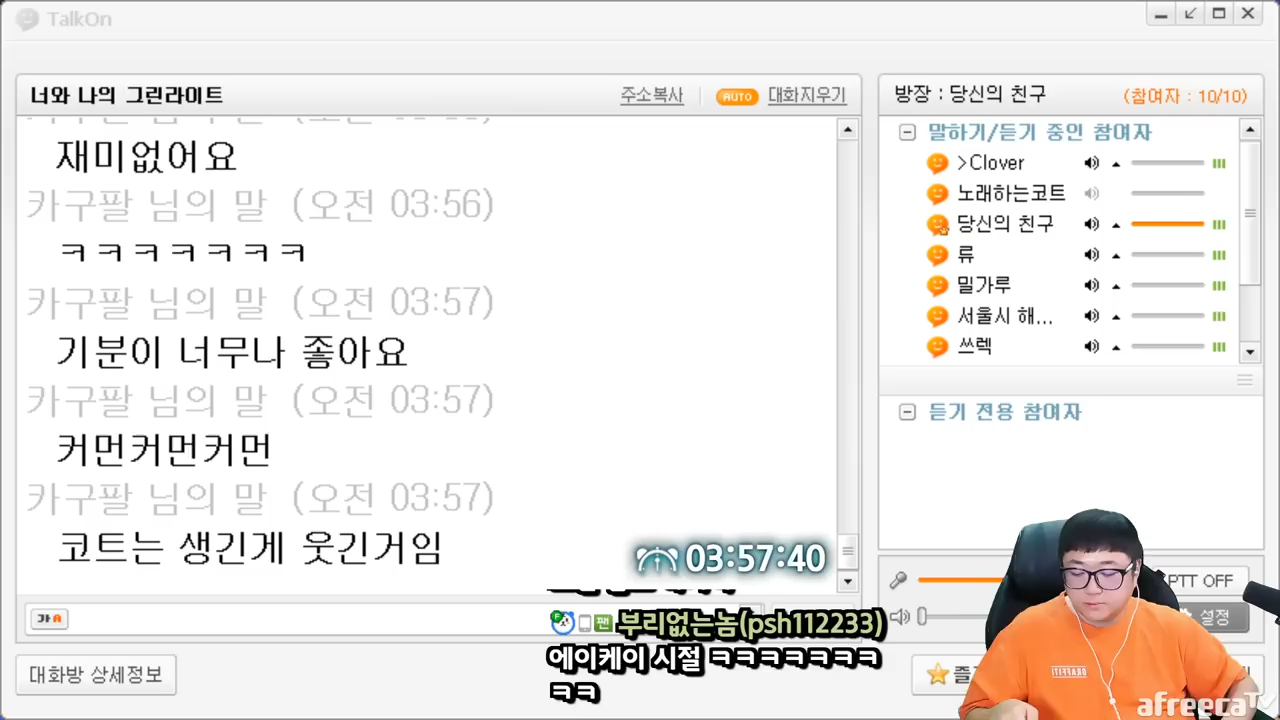 TalkOn
너와 나의 그린라이트
주소복사
AUTO
대화지우기
재미없어요
카구팔 님의 말 (오전 03:56)
ㅋㅋㅋㅋㅋㅋㅋ
카구팔 님의 말 (오전 03:57)
기분이 너무나 좋아요
카구팔 님의 말 (오전 03:57)
커먼커먼커먼
카구팔 님의 말 (오전 03:57)
코트는 생긴게 웃긴거임
03:57:40
가A
팬 부리없는놈(psh112233)
에이케이 시절 ㅋㅋㅋㅋㅋㅋㅋ
ㅋㅋ
대화방 상세정보
방장 : 당신의 친구
(참여자 : 10/10)
말하기/듣기 중인 참여자
>Clover
노래하는코트
당신의 친구
류
밀가루
서울시 해...
쓰렉
듣기 전용 참여자
PTT OFF
설정
즐
GRAFFITI
afreecaTV